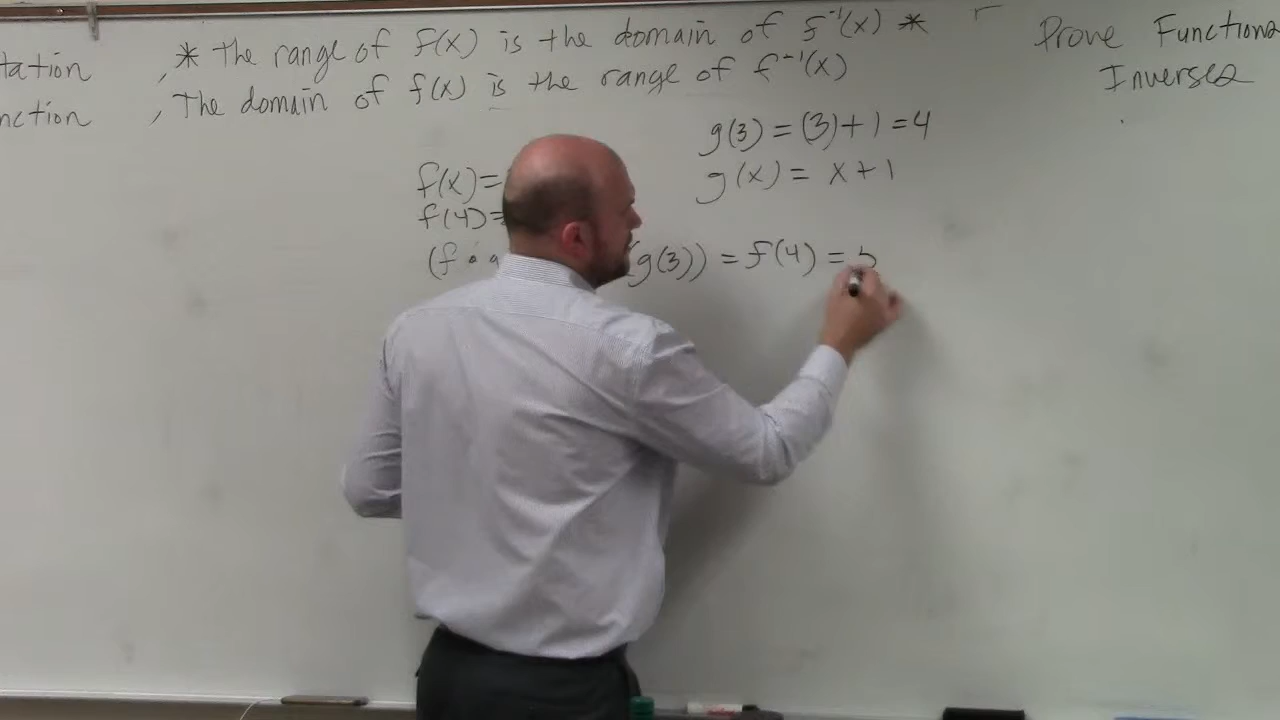 tation
nction
* The range of f(x) is the domain of f⁻¹(x) *
, The domain of f(x) is the range of f⁻¹(x)
Prove Functions
Inverses
g(3) = (3) + 1 = 4
f(x) =
g(x) = x + 1
f(4) =
(f ∘ g (g(3)) = f(4) = 5